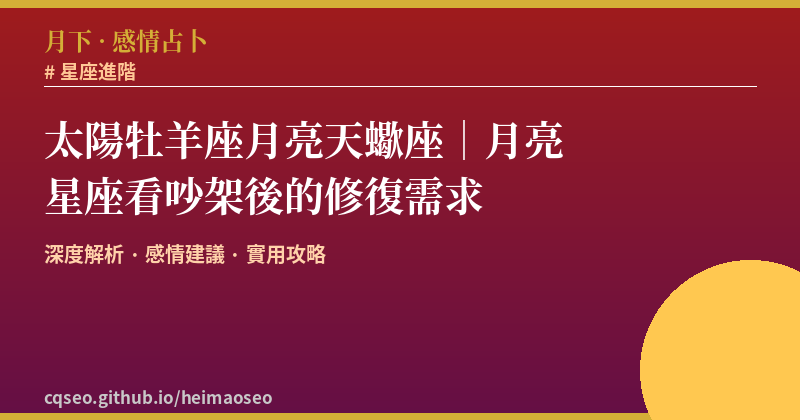 月下·感情占卜
# 星座進階
太陽牡羊座月亮天蠍座｜月亮
星座看吵架後的修復需求
深度解析·感情建議·實用攻略
cqseo.github.io/heimaoseo